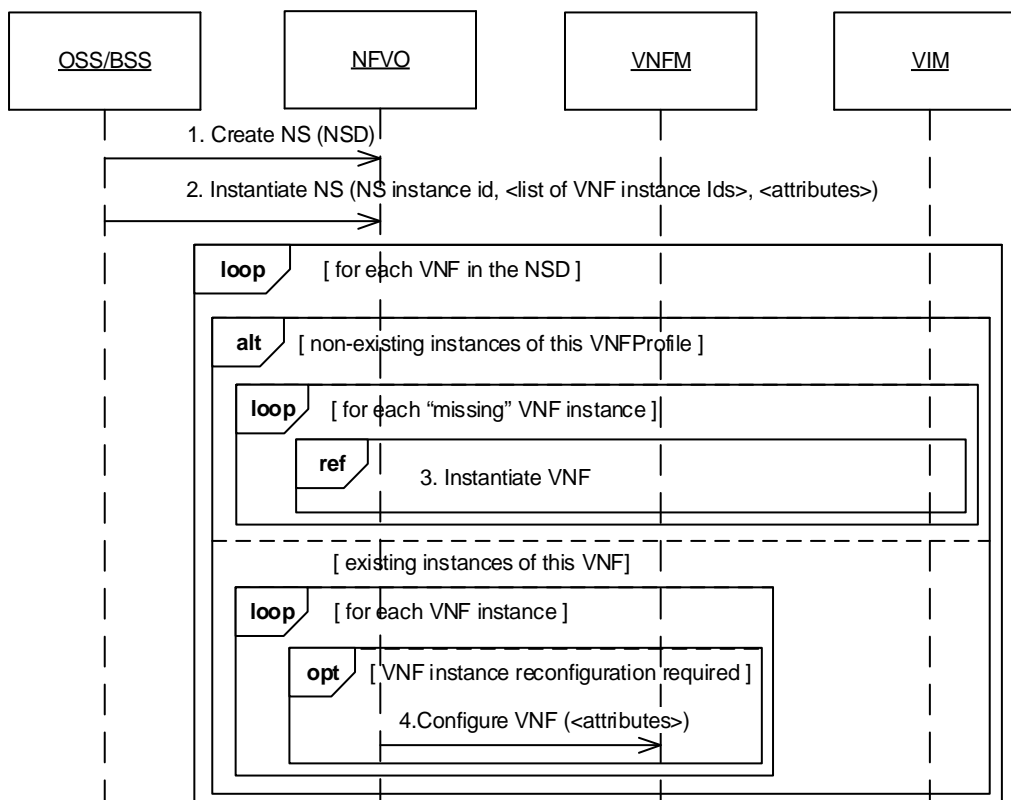 OSS/BSS
NFVO
VNFM
VIM
1. Create NS (NSD)
2. Instantiate NS (NS instance id, <list of VNF instance Ids>, <attributes>)
loop
[ for each VNF in the NSD ]
alt
[ non-existing instances of this VNFProfile ]
loop
[ for each “missing” VNF instance ]
ref
3. Instantiate VNF
[ existing instances of this VNF]
loop
[ for each VNF instance ]
opt
[ VNF instance reconfiguration required ]
4.Configure VNF (<attributes>)